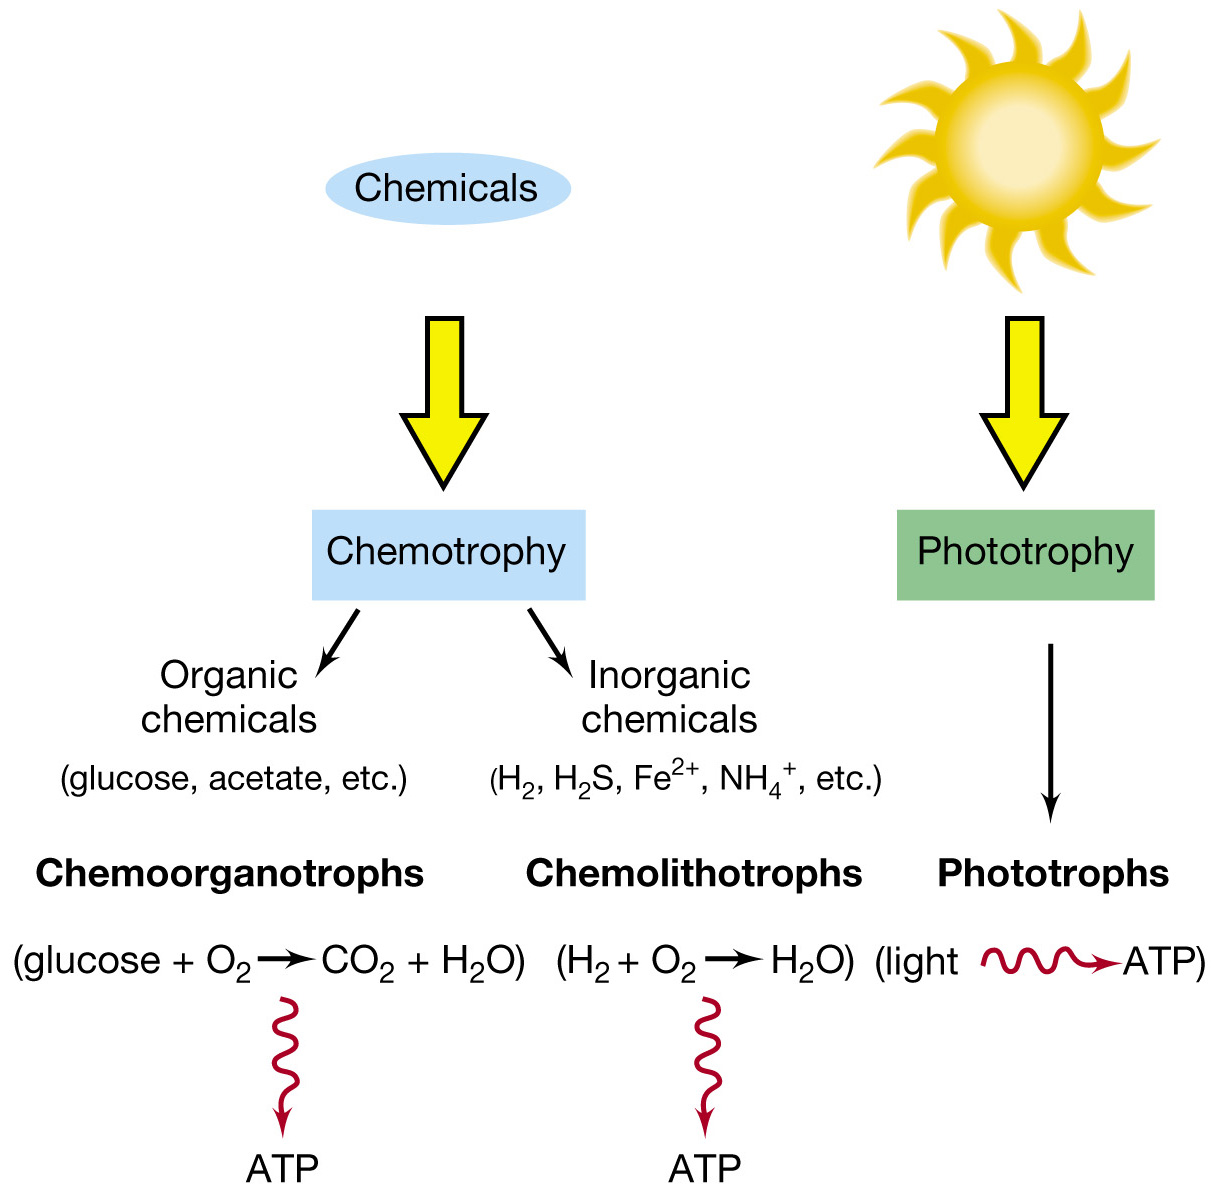 Chemicals
Chemotrophy
Phototrophy
Organic
chemicals
(glucose, acetate, etc.)
Inorganic
chemicals
(H₂, H₂S, Fe²⁺, NH₄⁺, etc.)
Chemoorganotrophs
Chemolithotrophs
Phototrophs
(glucose + O₂ → CO₂ + H₂O)
(H₂ + O₂ → H₂O)
(light → ATP)
ATP
ATP